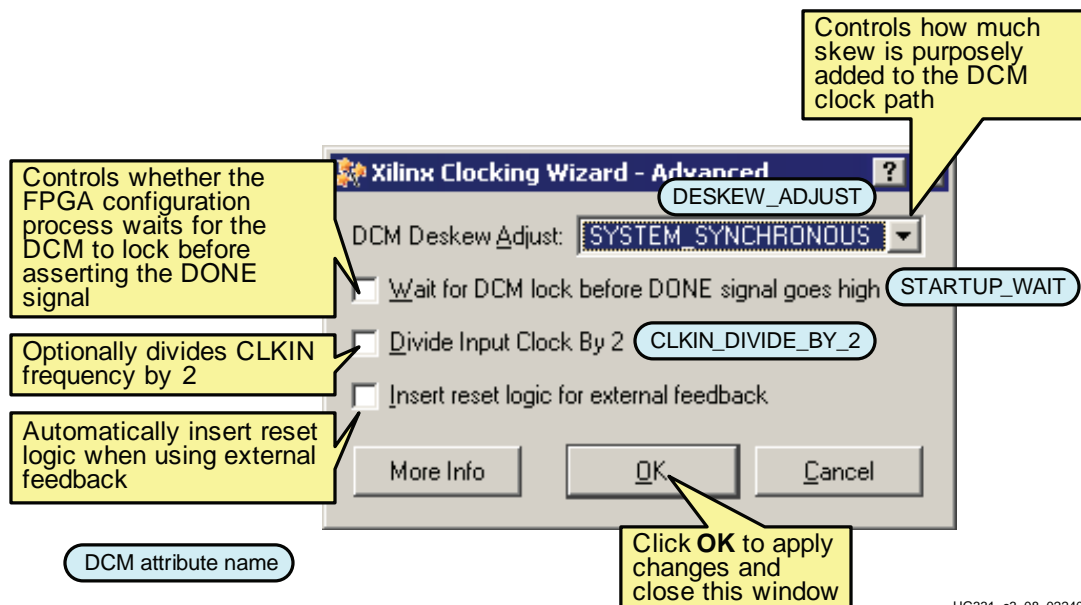 Controls how much
skew is purposely
added to the DCM
clock path
Controls whether the
FPGA configuration
process waits for the
DCM to lock before
asserting the DONE
signal
Xilinx Clocking Wizard - Advanced
?
DESKEW_ADJUST
DCM Deskew Adjust:
SYSTEM_SYNCHRONOUS
Wait for DCM lock before DONE signal goes high
STARTUP_WAIT
Optionally divides CLKIN
frequency by 2
Divide Input Clock By 2
CLKIN_DIVIDE_BY_2
Insert reset logic for external feedback
Automatically insert reset
logic when using external
feedback
More Info
OK
Cancel
Click OK to apply
changes and
close this window
DCM attribute name